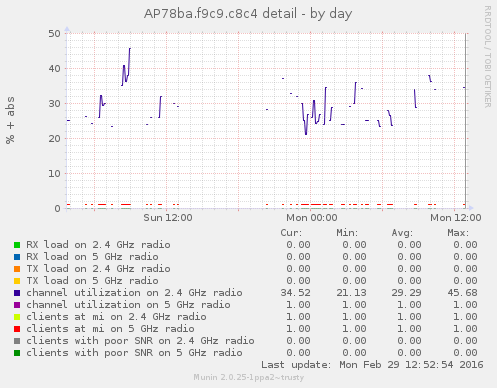 AP78ba.f9c9.c8c4 detail - by day
RRDTOOL / TOBI OETIKER
% + abs
50
40
30
20
10
0
Sun 12:00 Mon 00:00 Mon 12:00
Cur: Min: Avg: Max:
RX load on 2.4 GHz radio 0.00 0.00 0.00 0.00
RX load on 5 GHz radio 0.00 0.00 0.00 0.00
TX load on 2.4 GHz radio 0.00 0.00 0.00 0.00
TX load on 5 GHz radio 0.00 0.00 0.00 0.00
channel utilization on 2.4 GHz radio 34.52 21.13 29.29 45.68
channel utilization on 5 GHz radio 1.00 1.00 1.00 1.00
clients at mi on 2.4 GHz radio 1.00 1.00 1.00 1.00
clients at mi on 5 GHz radio 1.00 1.00 1.00 1.00
clients with poor SNR on 2.4 GHz radio 0.00 0.00 0.00 0.00
clients with poor SNR on 5 GHz radio 0.00 0.00 0.00 0.00
Last update: Mon Feb 29 12:52:54 2016
Munin 2.0.25-1ppa2~trusty